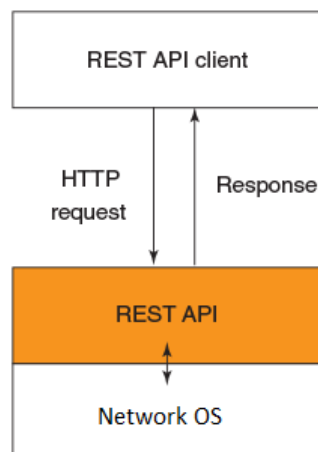 REST API client
HTTP
request
Response
REST API
Network OS